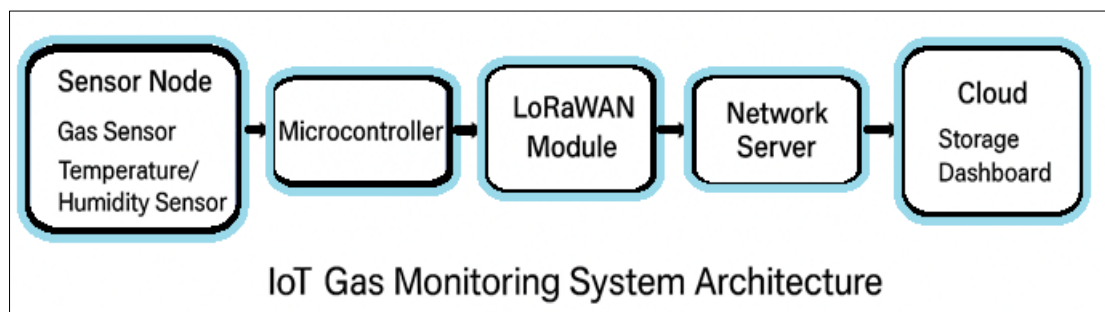 Sensor Node
Gas Sensor
Temperature/
Humidity Sensor
Microcontroller
LoRaWAN
Module
Network
Server
Cloud
Storage
Dashboard
IoT Gas Monitoring System Architecture